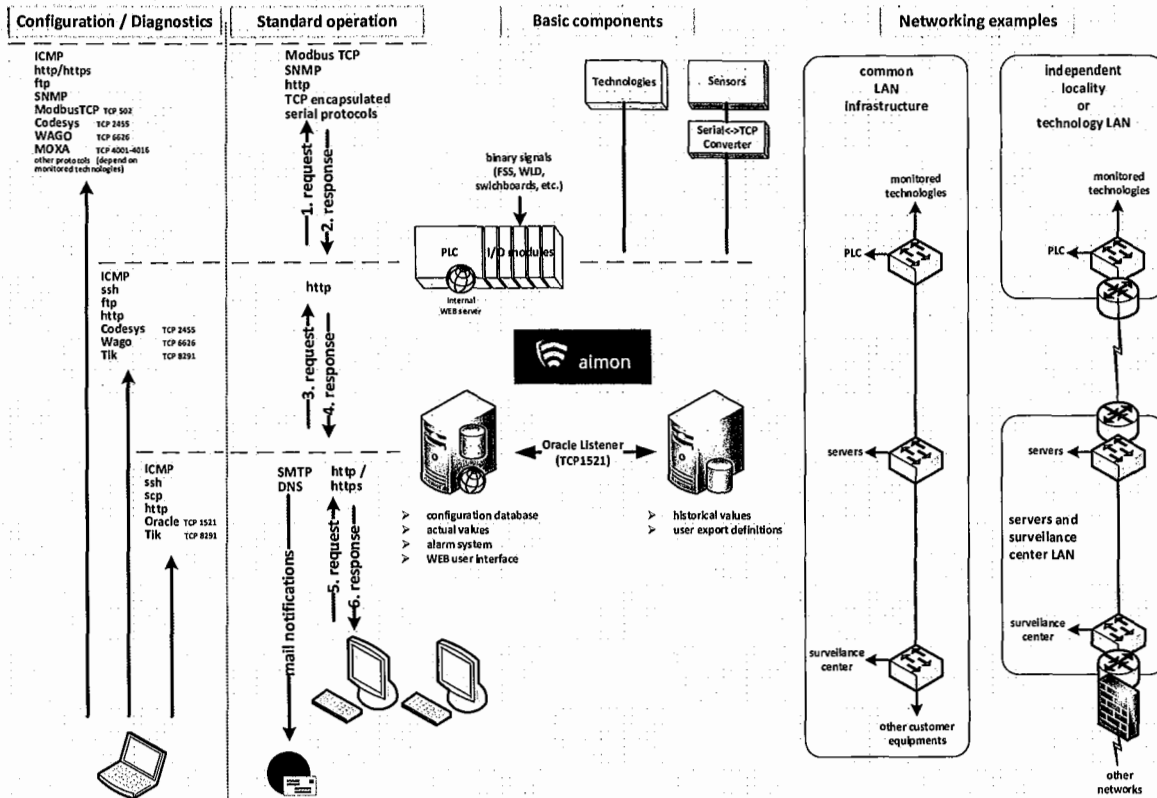 Configuration / Diagnostics
Standard operation
Basic components
Networking examples
ICMP
http/https
ftp
SNMP
ModbusTCP TCP 502
Codesys TCP 2455
WAGO TCP 6626
MOXA TCP 4001-4016
other protocols (depend on
monitored technologies)
ICMP
ssh
ftp
http
Codesys TCP 2455
Wago TCP 6626
Tik TCP 8291
ICMP
ssh
scp
http
Oracle TCP 1521
Tik TCP 8291
Modbus TCP
SNMP
http
TCP encapsulated
serial protocols
1. request
2. response
http
3. request
4. response
SMTP
DNS
http /
https
mail notifications
5. request
6. response
Technologies
Sensors
Serial<->TCP
Converter
binary signals
(FSS, WLD,
swichboards, etc.)
PLC
I/O modules
Internal
WEB server
aimon
Oracle Listener
(TCP1521)
➢ configuration database
➢ actual values
➢ alarm system
➢ WEB user interface
➢ historical values
➢ user export definitions
common
LAN
infrastructure
monitored
technologies
PLC
servers
surveillance
center
other customer
equipments
independent
locality
or
technology LAN
monitored
technologies
PLC
servers
servers and
surveillance
center LAN
surveillance
center
other
networks